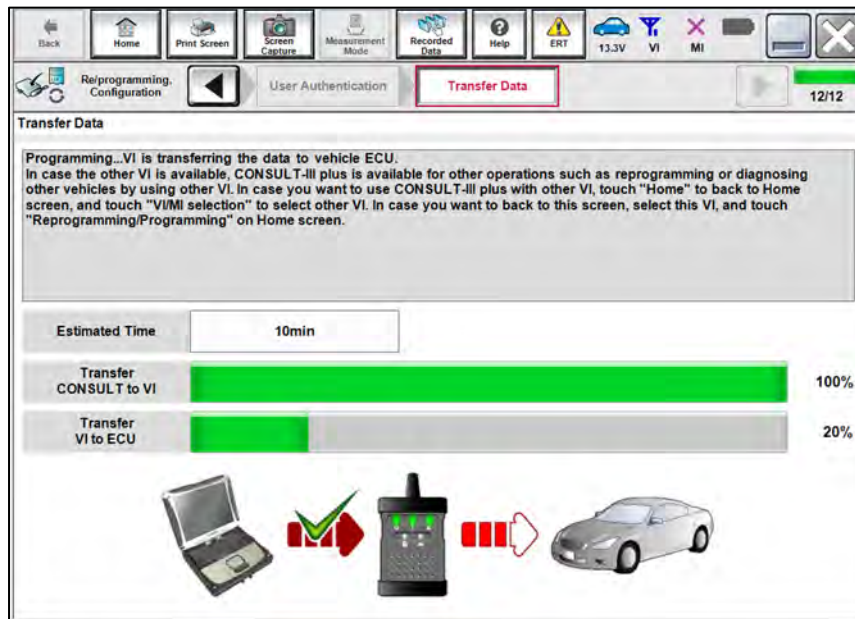 Back
Home
Print Screen
Screen
Capture
Measurement
Mode
Recorded
Data
Help
ERT
13.3V
VI
MI
Re/programming,
Configuration
User Authentication
Transfer Data
12/12
Transfer Data
Programming...VI is transferring the data to vehicle ECU.
In case the other VI is available, CONSULT-III plus is available for other operations such as reprogramming or diagnosing
other vehicles by using other VI. In case you want to use CONSULT-III plus with other VI, touch "Home" to back to Home
screen, and touch "VI/MI selection" to select other VI. In case you want to back to this screen, select this VI, and touch
"Reprogramming/Programming" on Home screen.
Estimated Time
10min
Transfer
CONSULT to VI
100%
Transfer
VI to ECU
20%